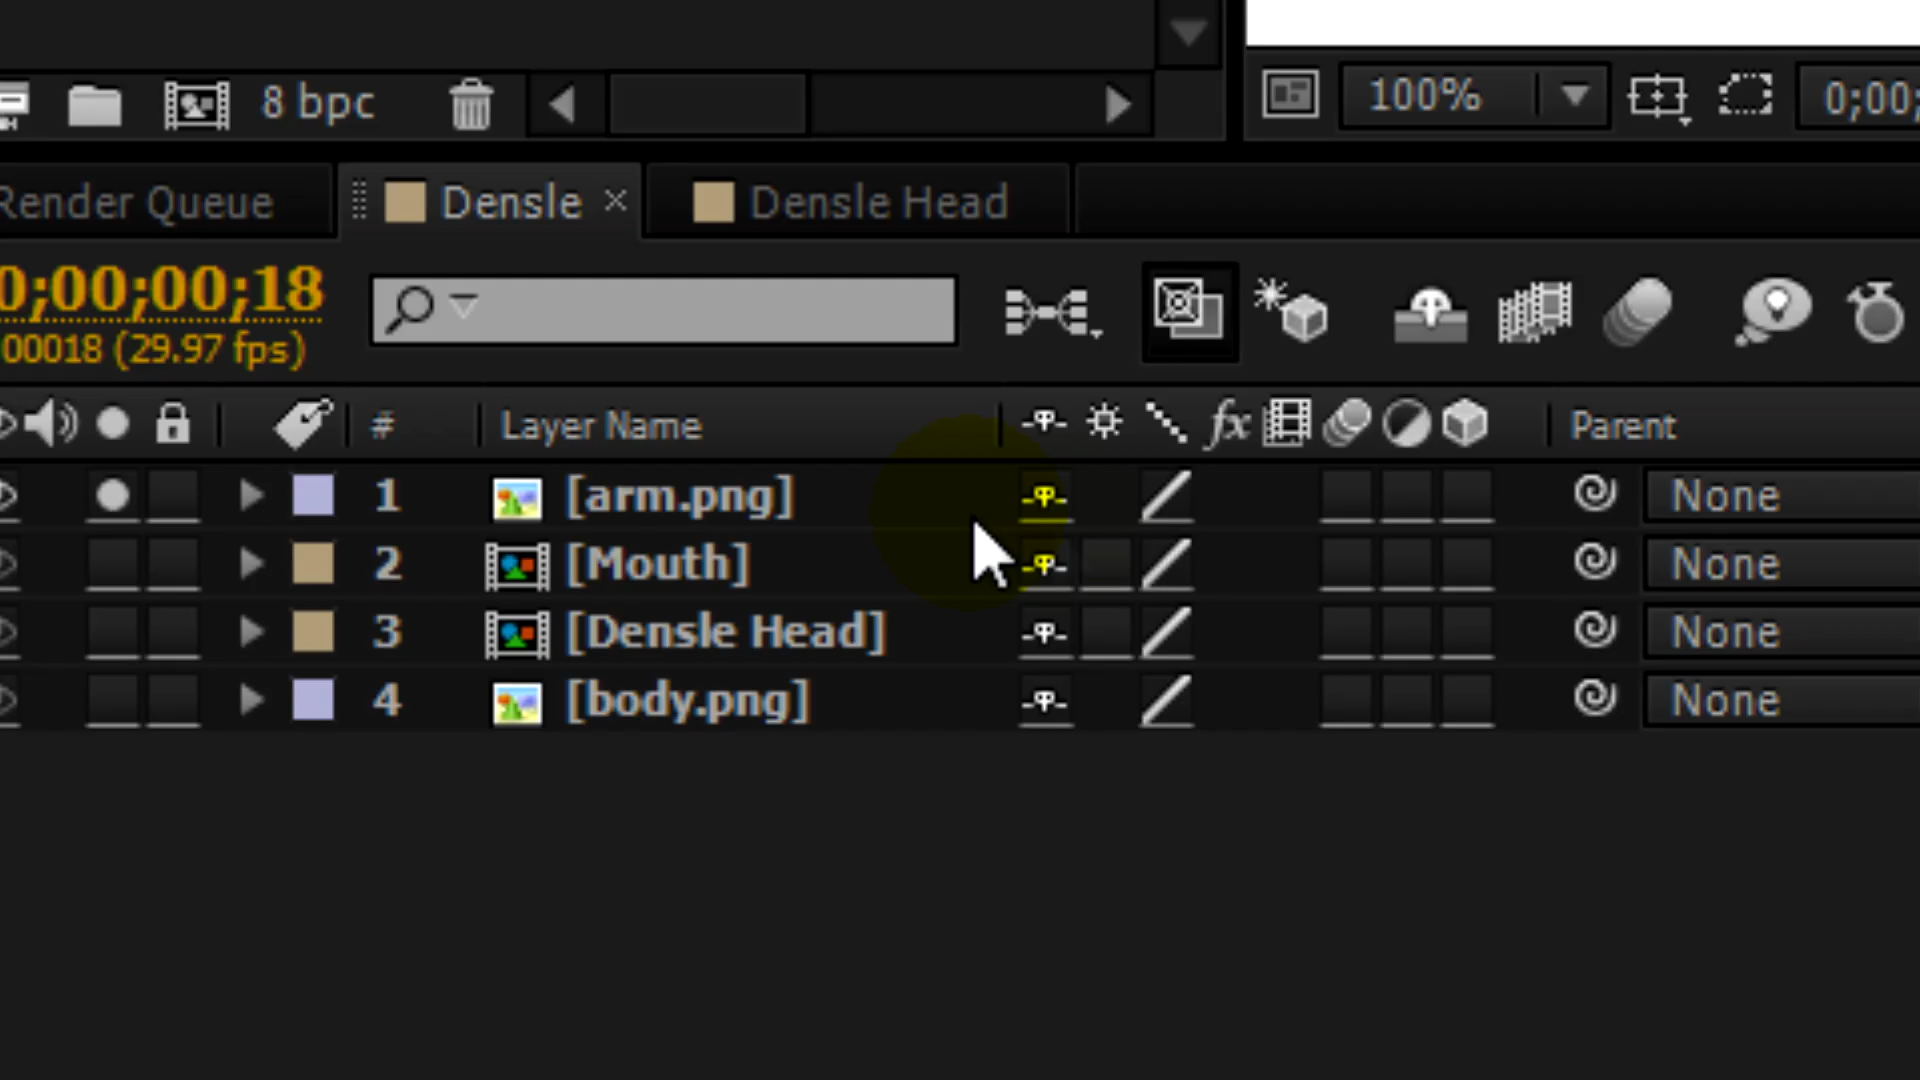 8 bpc
100%
0;00;
Render Queue
Densle ×
Densle Head
0;00;00;18
00018 (29.97 fps)
# Layer Name fx Parent
1 [arm.png] None
2 [Mouth] None
3 [Densle Head] None
4 [body.png] None